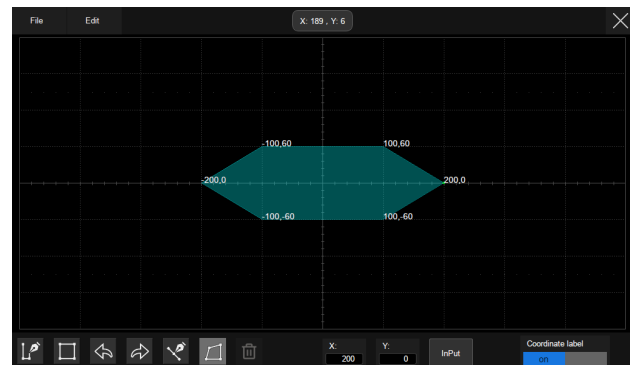 File Edit X: 189 , Y: 6
-100,60 100,60
-200,0 200,0
-100,-60 100,-60
X: Y: Coordinate label
200 0 InPut on